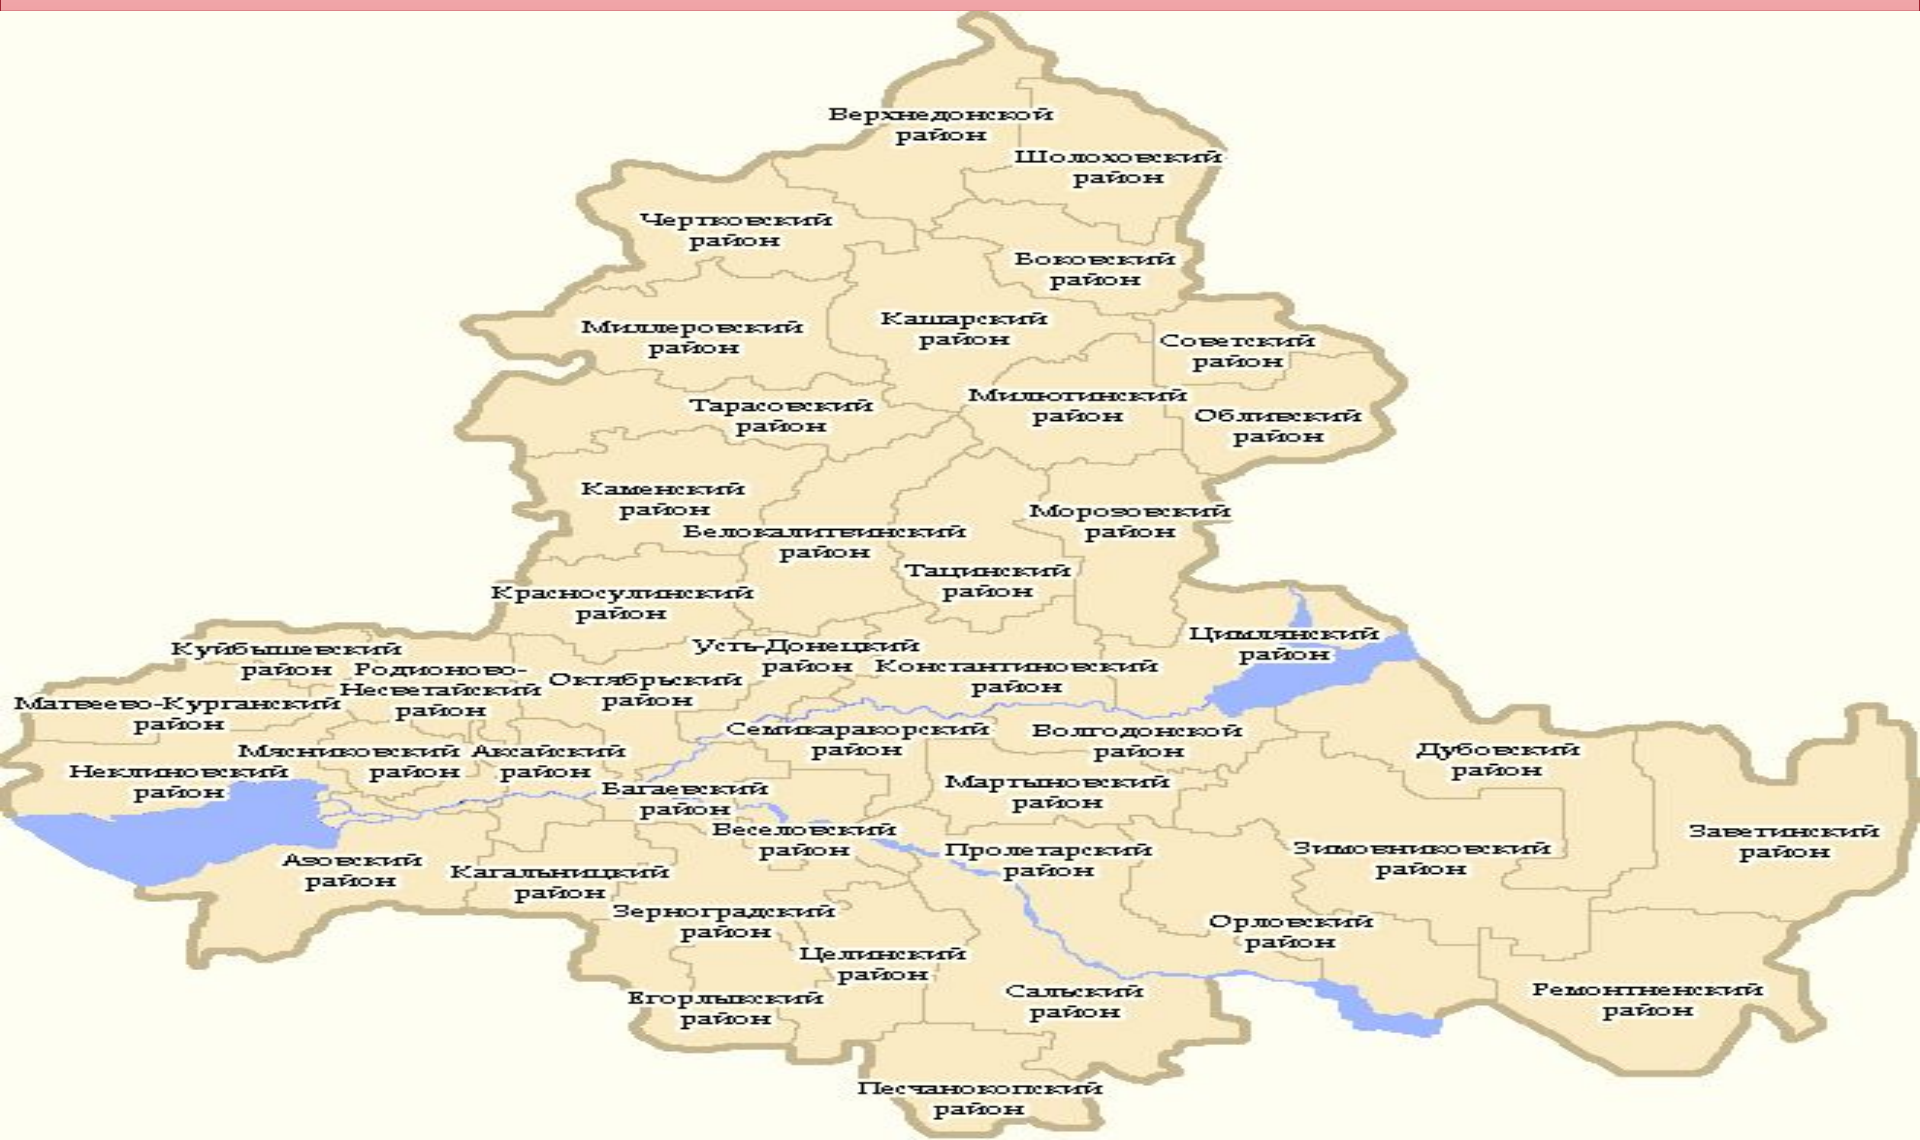 Верхнедонской
район
Шолоховский
район
Чертковский
район
Боковский
район
Миллеровский
район
Кашарский
район
Советский
район
Тарасовский
район
Милютинский
район
Обливский
район
Каменский
район
Морозовский
район
Белокалитвинский
район
Тацинский
район
Красносулинский
район
Цимлянский
район
Куйбышевский
район
Родионово-
Несветайский
район
Усть-Донецкий
район
Константиновский
район
Октябрьский
район
Матвеево-Курганский
район
Семикаракорский
район
Волгодонской
район
Мясниковский
район
Аксайский
район
Дубовский
район
Неклиновский
район
Багаевский
район
Мартыновский
район
Веселовский
район
Заветинский
район
Азовский
район
Кагальницкий
район
Пролетарский
район
Зимовниковский
район
Зерноградский
район
Орловский
район
Целинский
район
Егорлыкский
район
Сальский
район
Ремонтненский
район
Песчанокопский
район